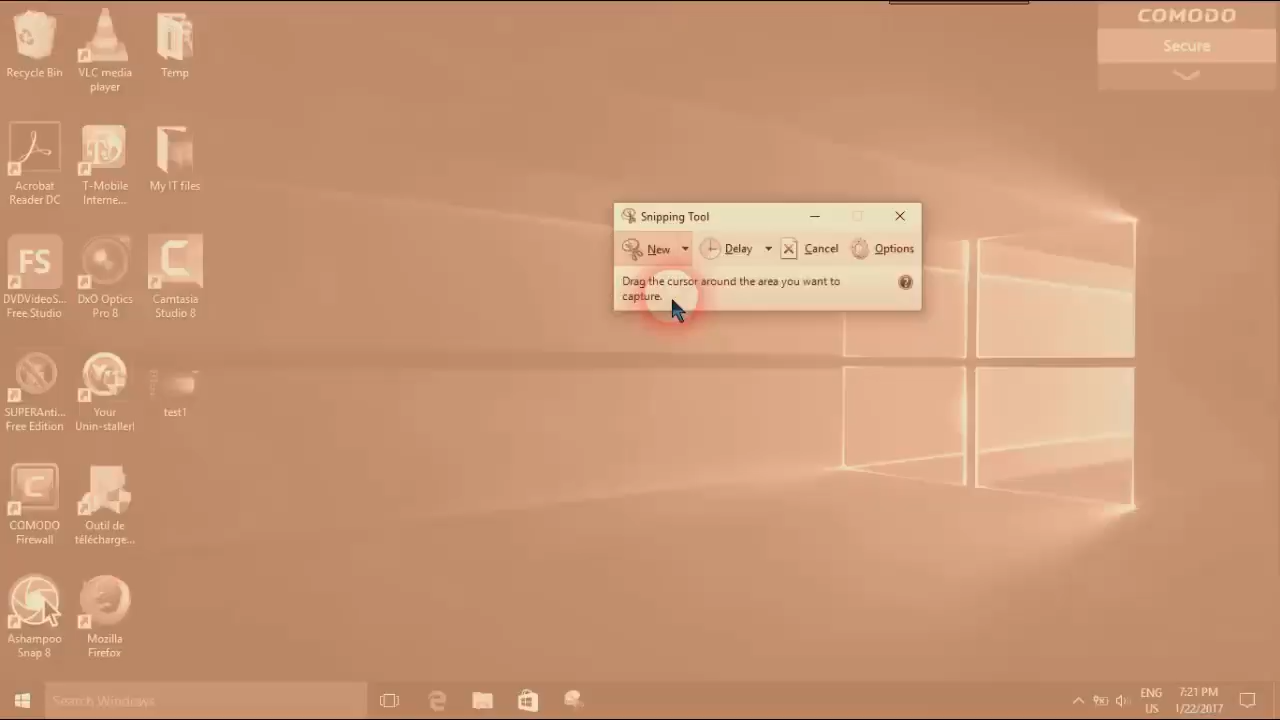 COMODO
Secure
Recycle Bin
VLC media
player
Temp
Acrobat
Reader DC
T-Mobile
Interne...
My IT files
FS
DVDVideoS...
Free Studio
DxO Optics
Pro 8
Camtasia
Studio 8
SUPERAnti...
Free Edition
Your
Unin-staller!
test1
COMODO
Firewall
Outil de
télécharge...
Ashampoo
Snap 8
Mozilla
Firefox
Snipping Tool
New
Delay
Cancel
Options
Drag the cursor around the area you want to
capture.
Search Windows
ENG
US
7:21 PM
1/22/2017